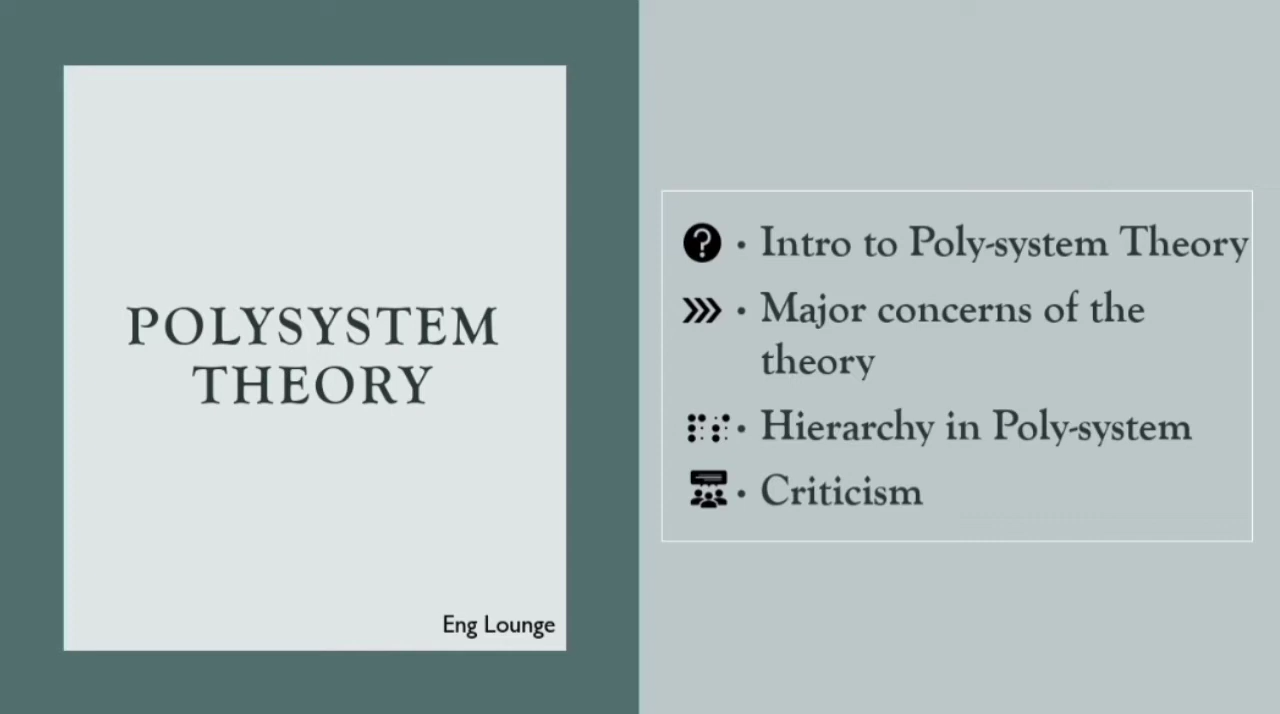 POLYSYSTEM
THEORY
Eng Lounge
• Intro to Poly-system Theory
• Major concerns of the
theory
• Hierarchy in Poly-system
• Criticism